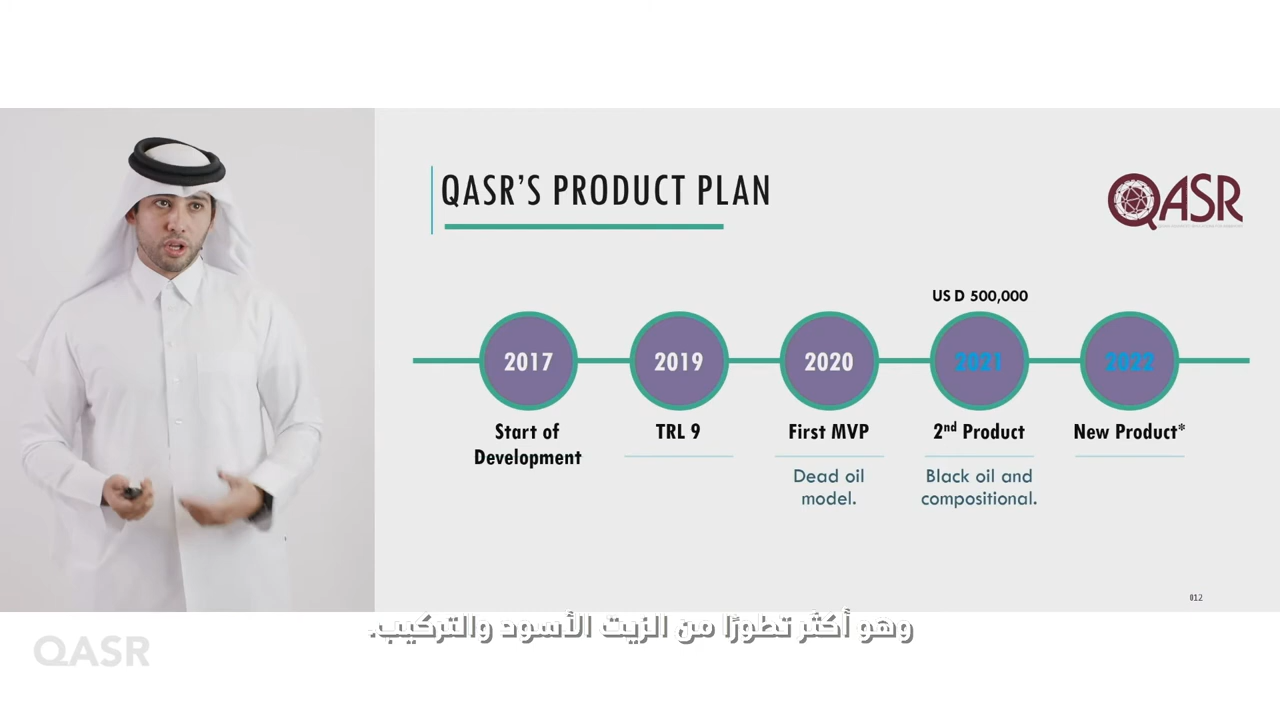 QASR'S PRODUCT PLAN
QASR
US D 500,000
2017
2019
2020
2021
2022
Start of
Development
TRL 9
First MVP
2nd Product
New Product*
Dead oil
model.
Black oil and
compositional.
012
وهو أكثر تطورًا من الزيت الأسود والتركيب.
QASR